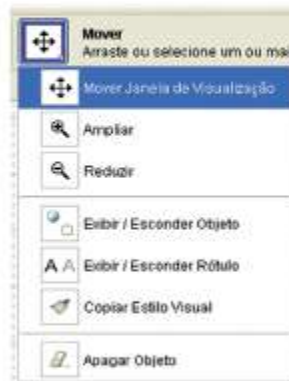 Mover
Arraste ou selecione um ou mai
Mover Janela de Visualização
Ampliar
Reduzir
Exibir / Esconder Objeto
A A Exibir / Esconder Rótulo
Copiar Estilo Visual
Apagar Objeto